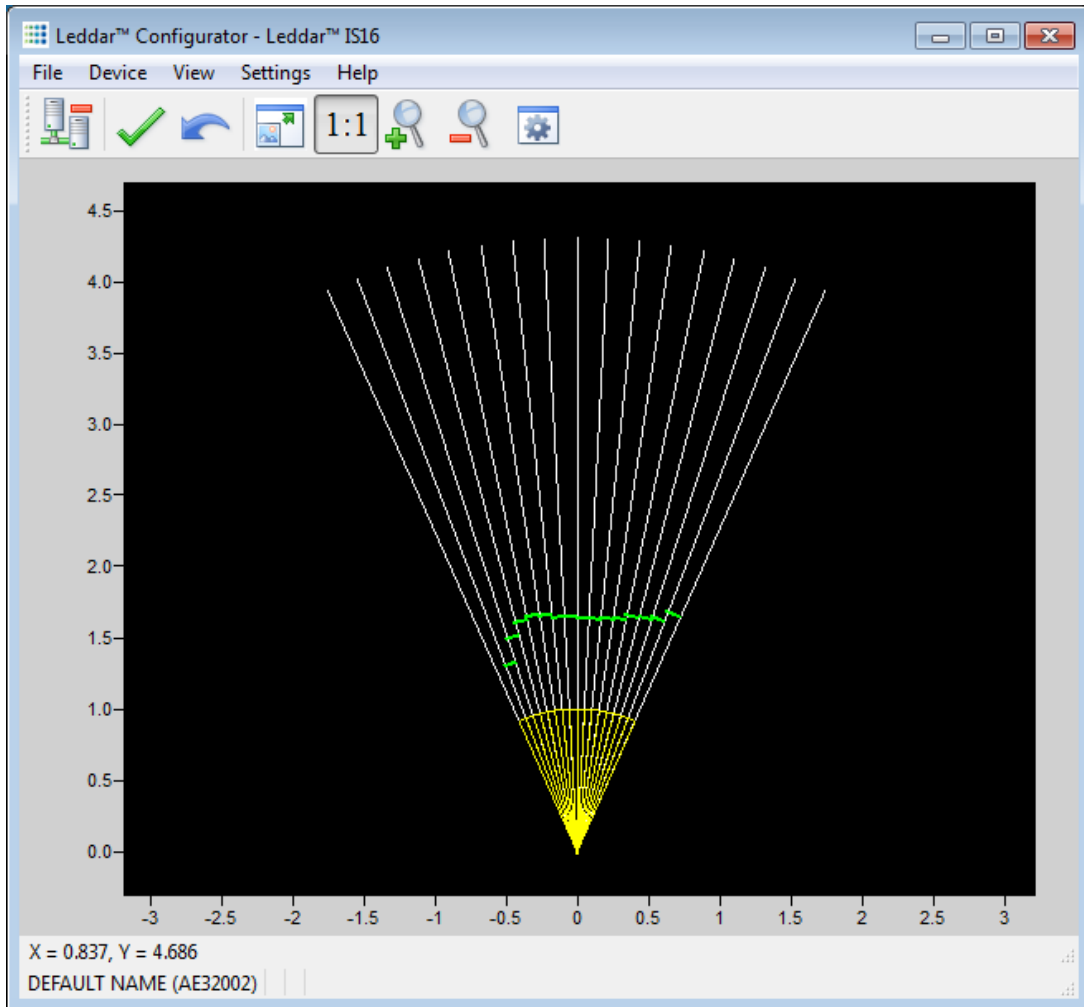 Leddar™ Configurator - Leddar™ IS16
File Device View Settings Help
1:1
4.5
4.0
3.5
3.0
2.5
2.0
1.5
1.0
0.5
0.0
-3 -2.5 -2 -1.5 -1 -0.5 0 0.5 1 1.5 2 2.5 3
X = 0.837, Y = 4.686
DEFAULT NAME (AE32002)